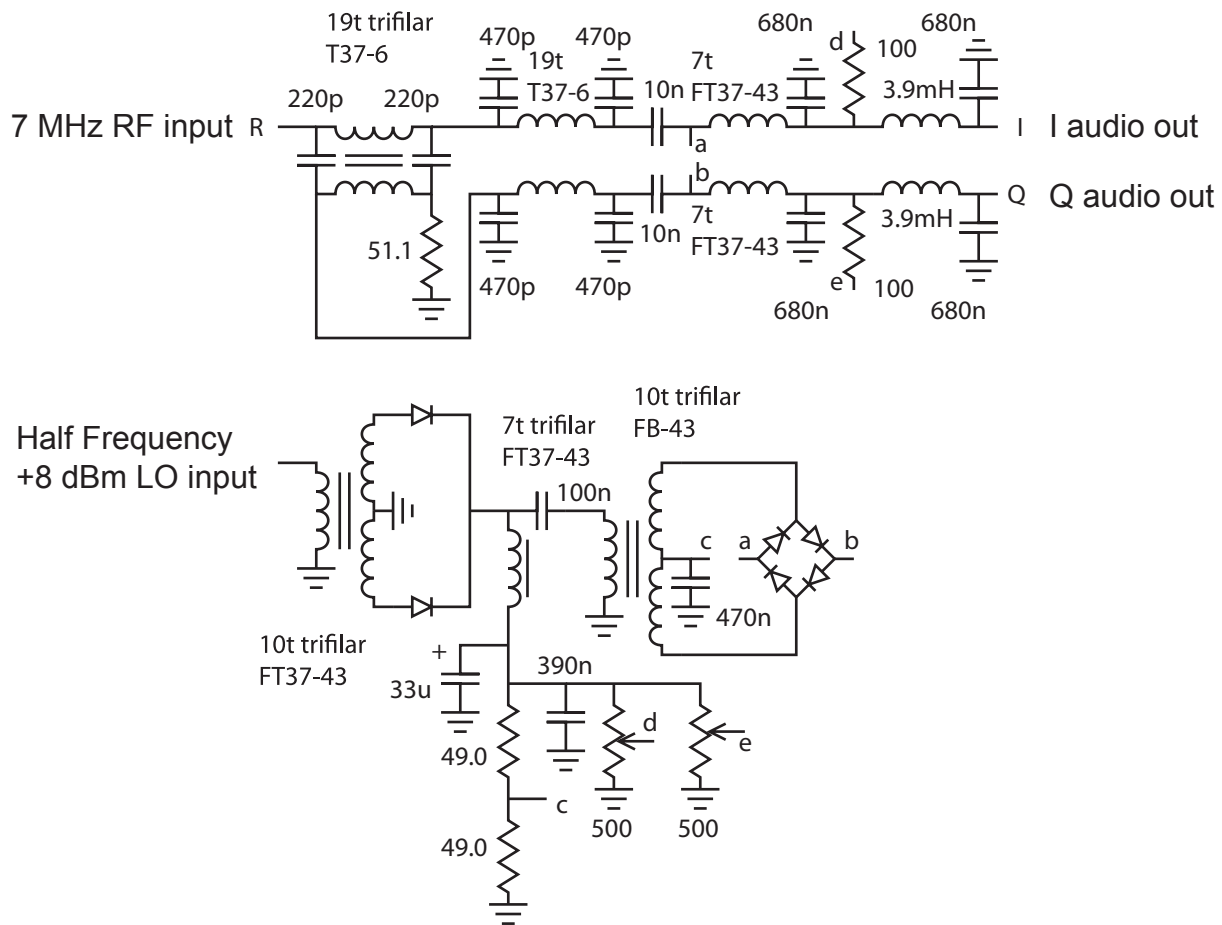 19t trifilar
T37-6
470p
470p
19t
T37-6
680n
7t
FT37-43
d
100
680n
220p
220p
10n
3.9mH
7 MHz RF input
R
a
I
I audio out
b
Q
Q audio out
51.1
10n
7t
FT37-43
3.9mH
470p
470p
e
100
680n
680n
10t trifilar
FB-43
Half Frequency
+8 dBm LO input
7t trifilar
FT37-43
100n
c
a
b
470n
10t trifilar
FT37-43
+
33u
390n
d
e
49.0
c
500
500
49.0